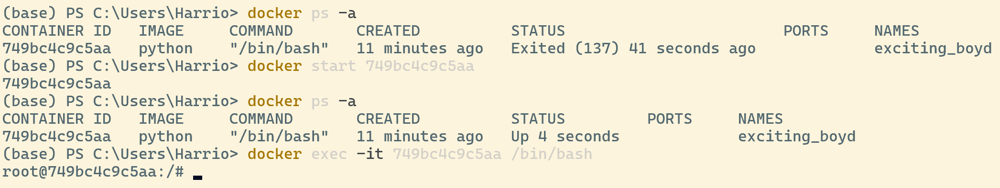 (base) PS C:\Users\Harrio> docker ps -a
CONTAINER ID   IMAGE     COMMAND       CREATED          STATUS                        PORTS     NAMES
749bc4c9c5aa   python    "/bin/bash"   11 minutes ago   Exited (137) 41 seconds ago             exciting_boyd
(base) PS C:\Users\Harrio> docker start 749bc4c9c5aa
749bc4c9c5aa
(base) PS C:\Users\Harrio> docker ps -a
CONTAINER ID   IMAGE     COMMAND       CREATED          STATUS         PORTS     NAMES
749bc4c9c5aa   python    "/bin/bash"   11 minutes ago   Up 4 seconds             exciting_boyd
(base) PS C:\Users\Harrio> docker exec -it 749bc4c9c5aa /bin/bash
root@749bc4c9c5aa:/#